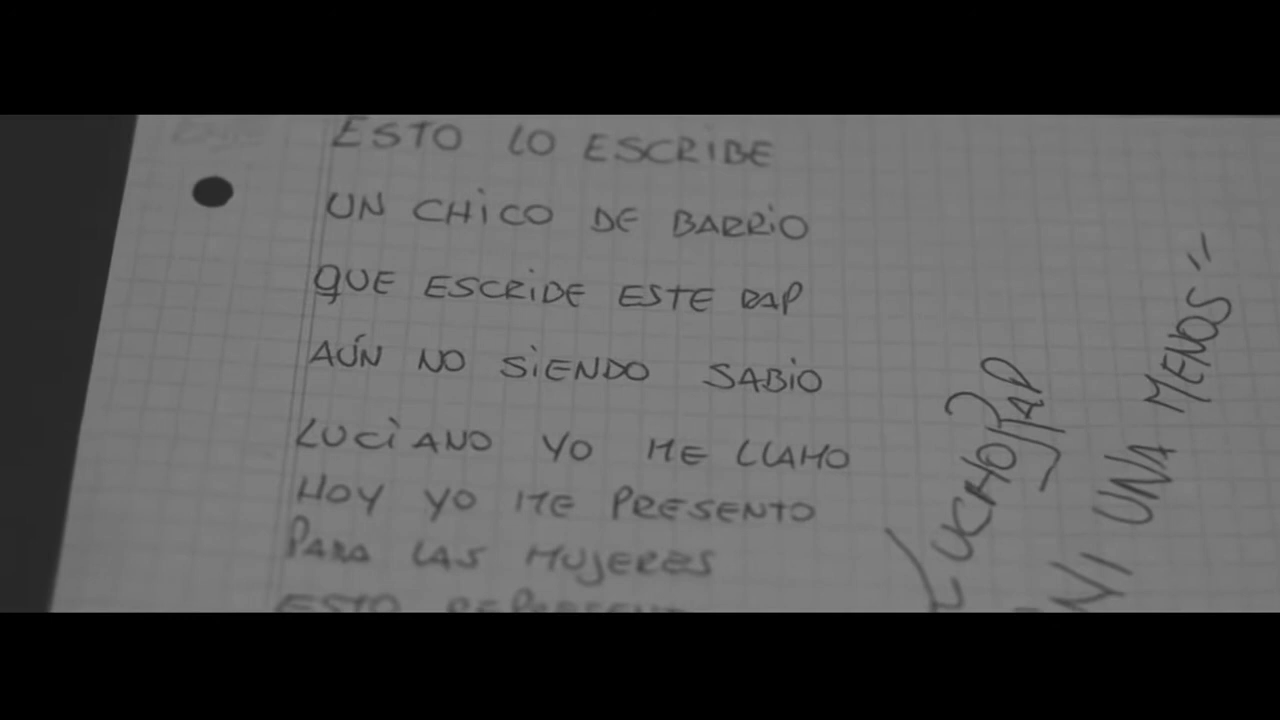 ESTO LO ESCRIBE
UN CHICO DE BARRIO
QUE ESCRIBE ESTE RAP
AÚN NO SIENDO SABIO
LUCIANO YO ME LLAMO
HOY YO ME PRESENTO
PARA LAS MUJERES
ESTO
LUCHO RAP
NI UNA MENOS"